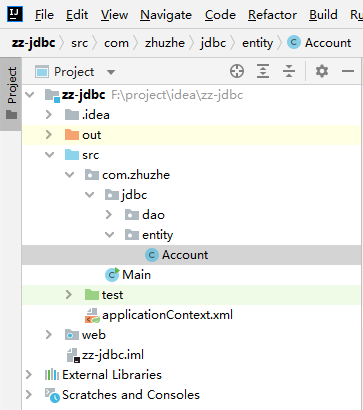 IJ File Edit View Navigate Code Refactor Build Run
zz-jdbc src com zhuzhe jdbc entity C Account
Project Project
zz-jdbc F:\project\idea\zz-jdbc
.idea
out
src
com.zhuzhe
jdbc
dao
entity
C Account
C Main
test
applicationContext.xml
web
zz-jdbc.iml
External Libraries
Scratches and Consoles